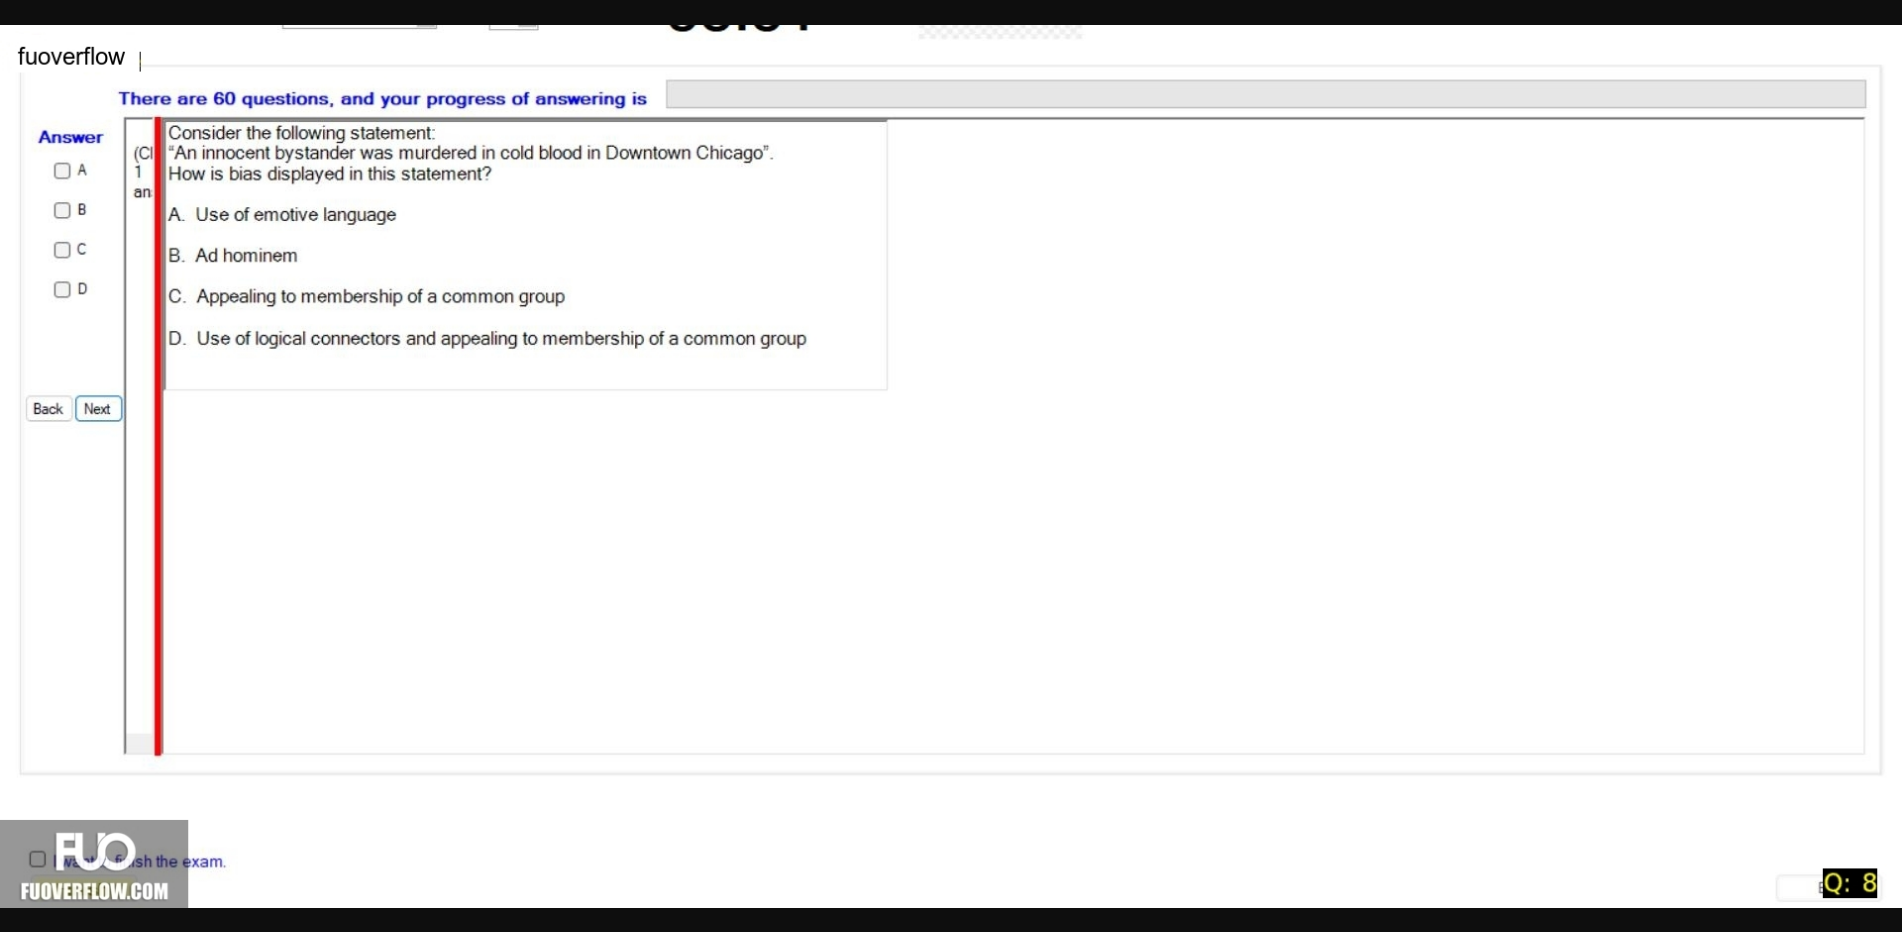 fuoverflow
There are 60 questions, and your progress of answering is
Answer
A
B
C
D
(Cl
1
an
Consider the following statement:
“An innocent bystander was murdered in cold blood in Downtown Chicago”.
How is bias displayed in this statement?
A. Use of emotive language
B. Ad hominem
C. Appealing to membership of a common group
D. Use of logical connectors and appealing to membership of a common group
Back Next
FUO
sh the exam.
FUOVERFLOW.COM
Q: 8